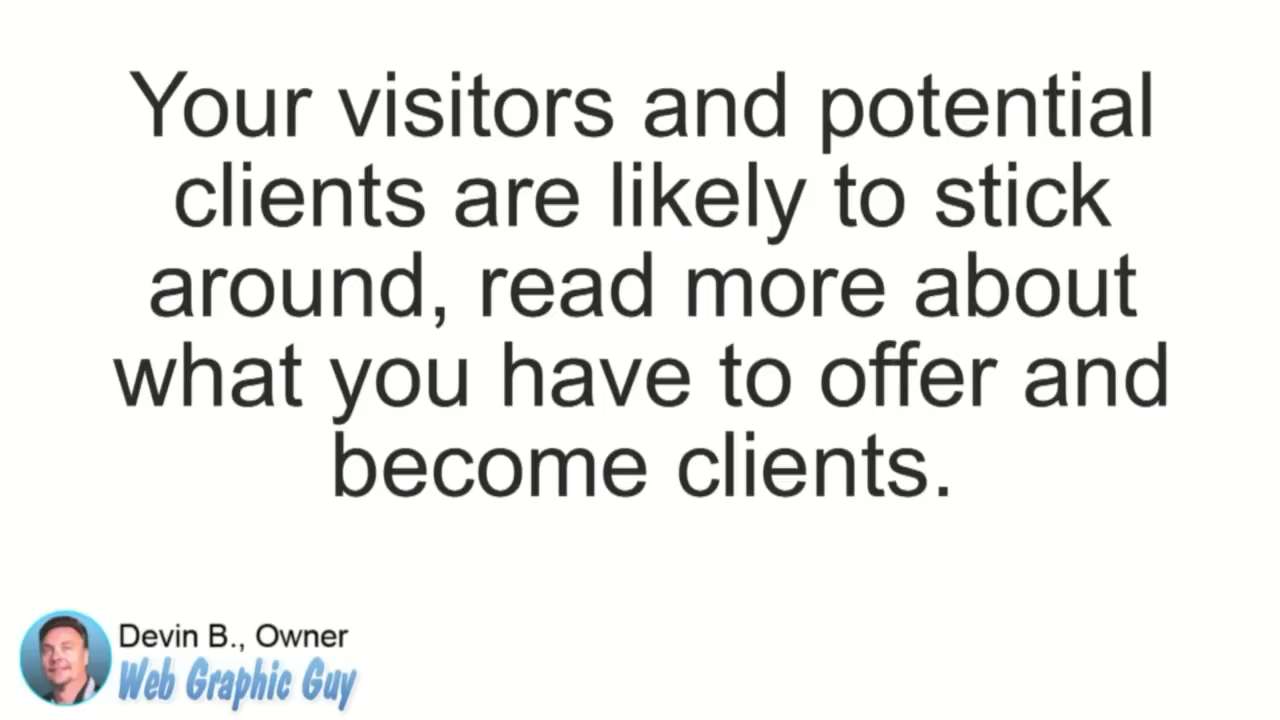 Your visitors and potential
clients are likely to stick
around, read more about
what you have to offer and
become clients.
Devin B., Owner
Web Graphic Guy